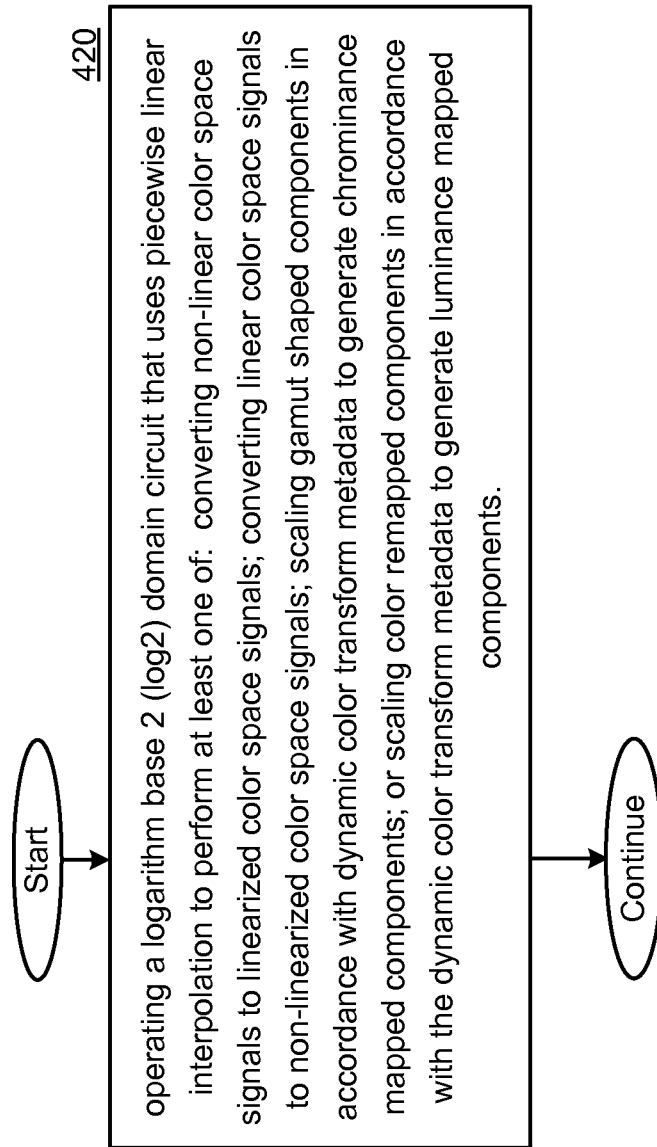 Start
420
operating a logarithm base 2 (log2) domain circuit that uses piecewise linear
interpolation to perform at least one of:  converting non-linear color space
signals to linearized color space signals; converting linear color space signals
to non-linearized color space signals; scaling gamut shaped components in
accordance with dynamic color transform metadata to generate chrominance
mapped components; or scaling color remapped components in accordance
with the dynamic color transform metadata to generate luminance mapped
components.
Continue